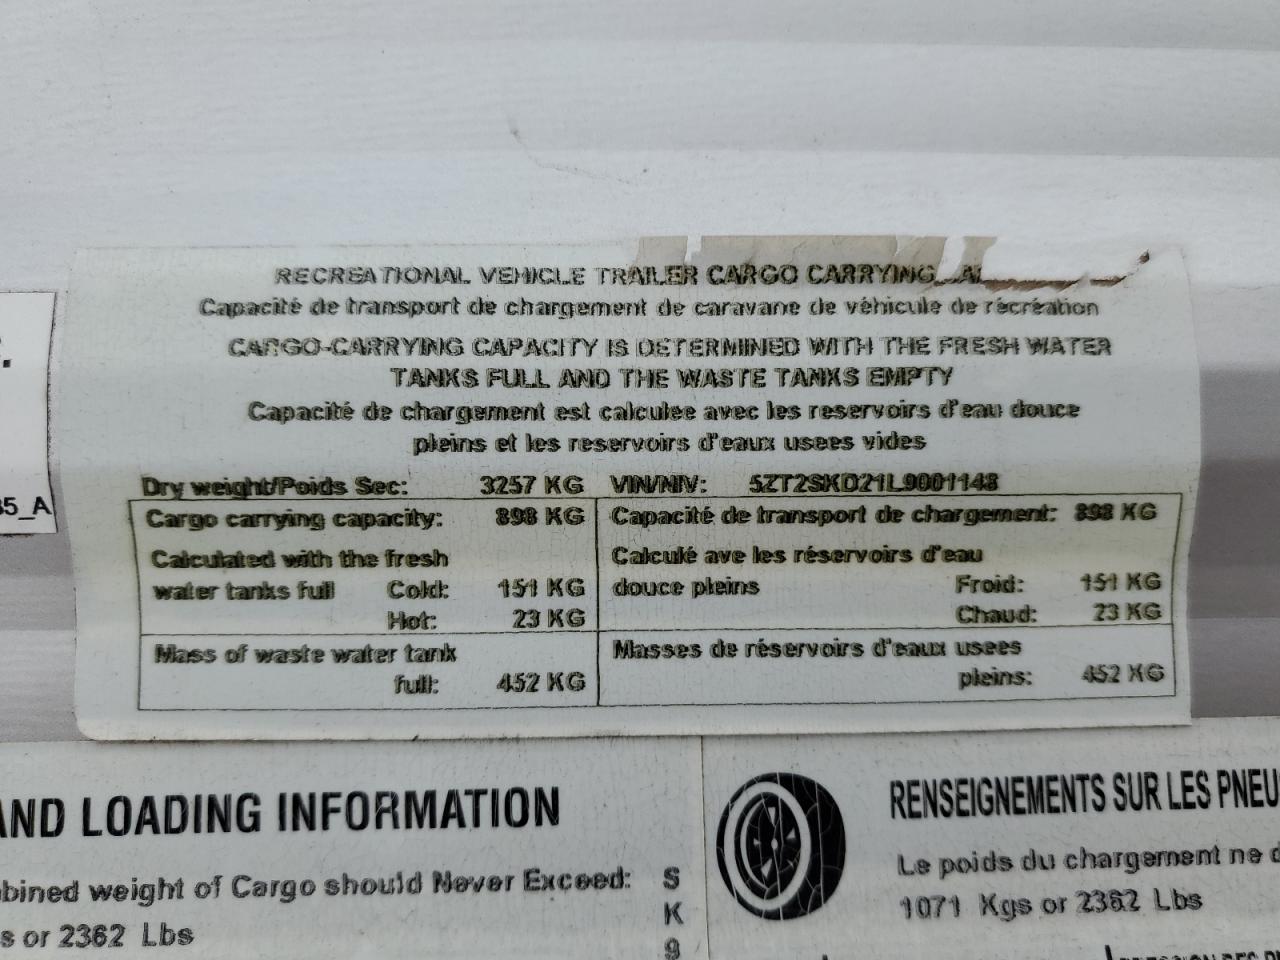 RECREATIONAL VEHICLE TRAILER CARGO CARRYING
Capacité de transport de chargement de caravane de véhicule de récréation
CARGO-CARRYING CAPACITY IS DETERMINED WITH THE FRESH WATER
TANKS FULL AND THE WASTE TANKS EMPTY
Capacité de chargement est calculee avec les reservoirs d'eau douce
pleins et les reservoirs d'eaux usees vides
Dry weight/Poids Sec: 3257 KG VIN/NIV: 5ZT2SKD21L9001148
Cargo carrying capacity: 898 KG Capacité de transport de chargement: 898 KG
Calculated with the fresh Calculé ave les réservoirs d'eau
water tanks full Cold: 151 KG douce pleins Froid: 151 KG
Hot: 23 KG Chaud: 23 KG
Mass of waste water tank Masses de réservoirs d'eaux usees
full: 452 KG pleins: 452 KG
35_A
AND LOADING INFORMATION RENSEIGNEMENTS SUR LES PNEU
bined weight of Cargo should Never Exceed: S Le poids du chargement ne d
s or 2362 Lbs K 1071 Kgs or 2362 Lbs
9